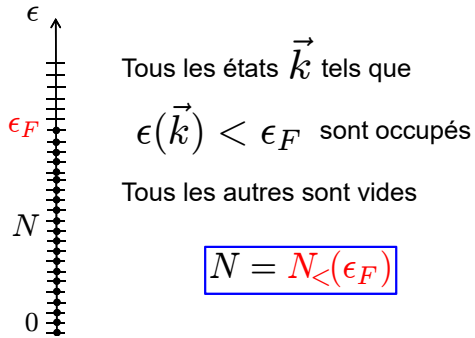 ϵ
Tous les états k⃗ tels que
ϵ_F
ϵ(k⃗) < ϵ_F sont occupés
Tous les autres sont vides
N
N = N_<(ϵ_F)
0